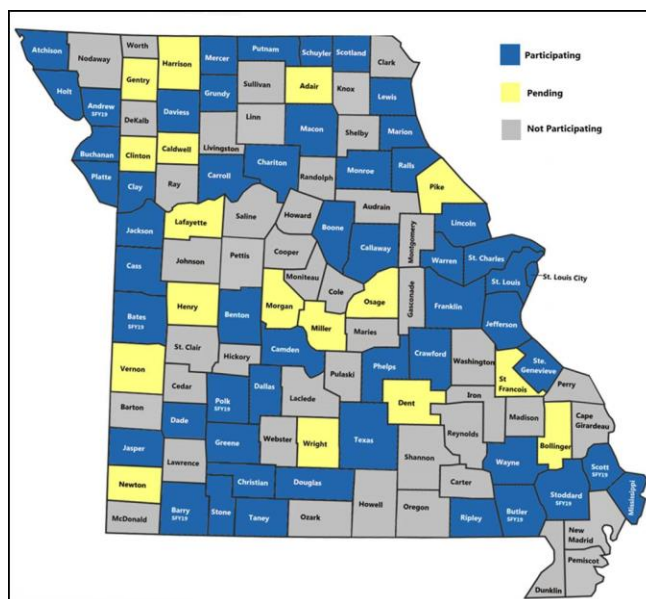 Atchison
Nodaway
Worth
Harrison
Mercer
Putnam
Schuyler
Scotland
Clark
Gentry
Sullivan
Adair
Knox
Holt
Andrew
SFY19
Daviess
Grundy
Lewis
DeKalb
Linn
Macon
Shelby
Marion
Buchanan
Clinton
Caldwell
Livingston
Chariton
Randolph
Monroe
Ralls
Platte
Clay
Ray
Carroll
Pike
Audrain
Lafayette
Saline
Howard
Boone
Callaway
Montgomery
Lincoln
Jackson
Johnson
Pettis
Cooper
Moniteau
Cole
Osage
Gasconade
Warren
St. Charles
St. Louis
St. Louis City
Cass
Henry
Benton
Morgan
Miller
Maries
Franklin
Jefferson
Bates
SFY19
St. Clair
Hickory
Camden
Pulaski
Phelps
Crawford
Washington
St
Francois
Ste.
Genevieve
Perry
Vernon
Cedar
Polk
SFY19
Dallas
Laclede
Dent
Iron
Madison
Cape
Girardeau
Barton
Dade
Greene
Webster
Wright
Texas
Reynolds
Bollinger
Jasper
Lawrence
Christian
Douglas
Shannon
Wayne
Scott
SFY19
Mississippi
Newton
Carter
Stoddard
SFY19
McDonald
Barry
SFY19
Stone
Taney
Ozark
Howell
Oregon
Ripley
Butler
SFY19
New
Madrid
Pemiscot
Dunklin
Participating
Pending
Not Participating